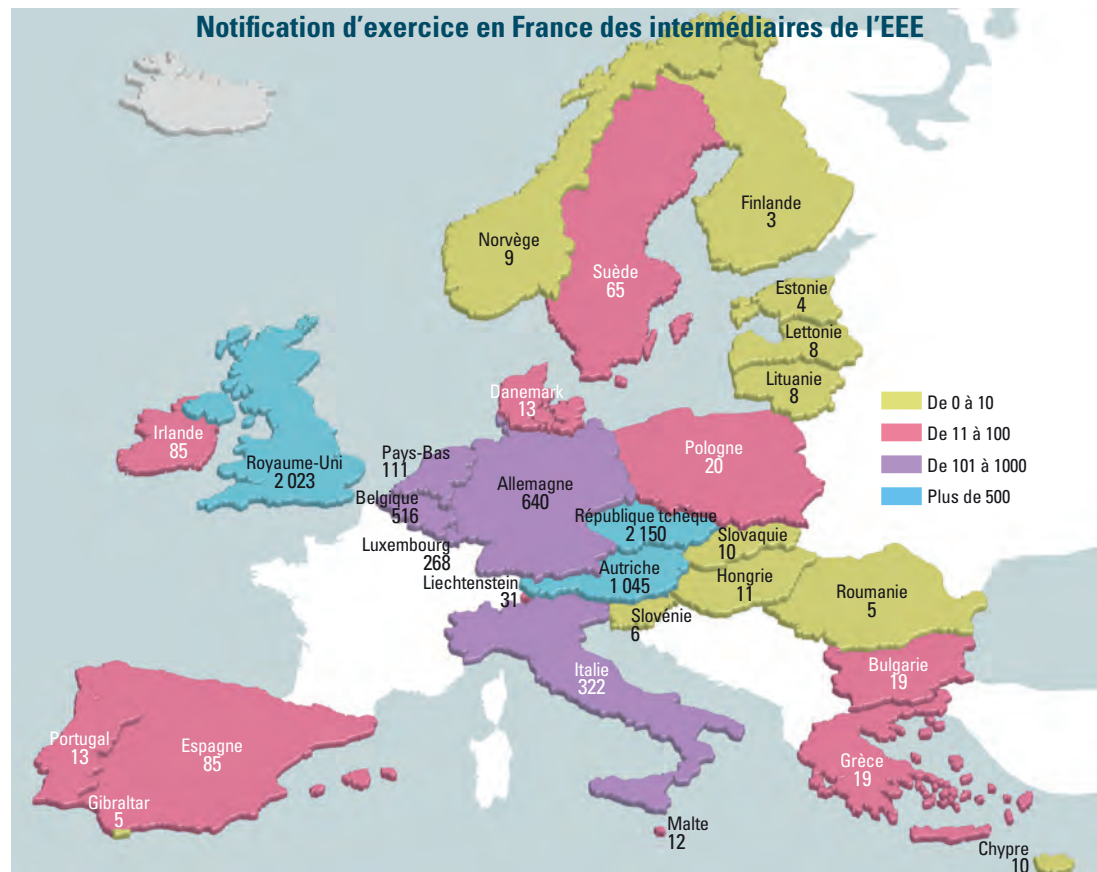 Notification d'exercice en France des intermédiaires de l'EEE
Finlande
3
Norvège
9
Suède
65
Estonie
4
Lettonie
8
Lituanie
8
Danemark
13
De 0 à 10
De 11 à 100
De 101 à 1000
Plus de 500
Irlande
85
Royaume-Uni
2 023
Pays-Bas
111
Allemagne
640
Pologne
20
Belgique
516
République tchèque
2 150
Slovaquie
10
Luxembourg
268
Autriche
1 045
Hongrie
11
Liechtenstein
31
Roumanie
5
Slovénie
6
Italie
322
Bulgarie
19
Portugal
13
Espagne
85
Grèce
19
Gibraltar
5
Malte
12
Chypre
10